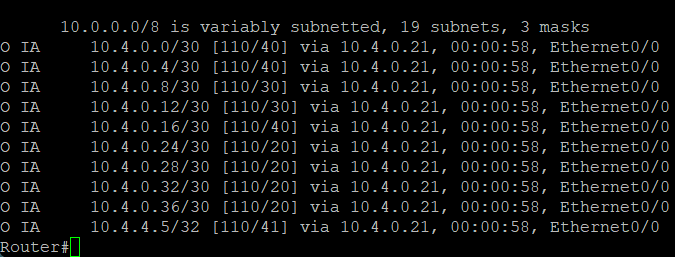 10.0.0.0/8 is variably subnetted, 19 subnets, 3 masks
O IA 10.4.0.0/30 [110/40] via 10.4.0.21, 00:00:58, Ethernet0/0
O IA 10.4.0.4/30 [110/40] via 10.4.0.21, 00:00:58, Ethernet0/0
O IA 10.4.0.8/30 [110/30] via 10.4.0.21, 00:00:58, Ethernet0/0
O IA 10.4.0.12/30 [110/30] via 10.4.0.21, 00:00:58, Ethernet0/0
O IA 10.4.0.16/30 [110/40] via 10.4.0.21, 00:00:58, Ethernet0/0
O IA 10.4.0.24/30 [110/20] via 10.4.0.21, 00:00:58, Ethernet0/0
O IA 10.4.0.28/30 [110/20] via 10.4.0.21, 00:00:58, Ethernet0/0
O IA 10.4.0.32/30 [110/20] via 10.4.0.21, 00:00:58, Ethernet0/0
O IA 10.4.0.36/30 [110/20] via 10.4.0.21, 00:00:58, Ethernet0/0
O IA 10.4.4.5/32 [110/41] via 10.4.0.21, 00:00:58, Ethernet0/0
Router#